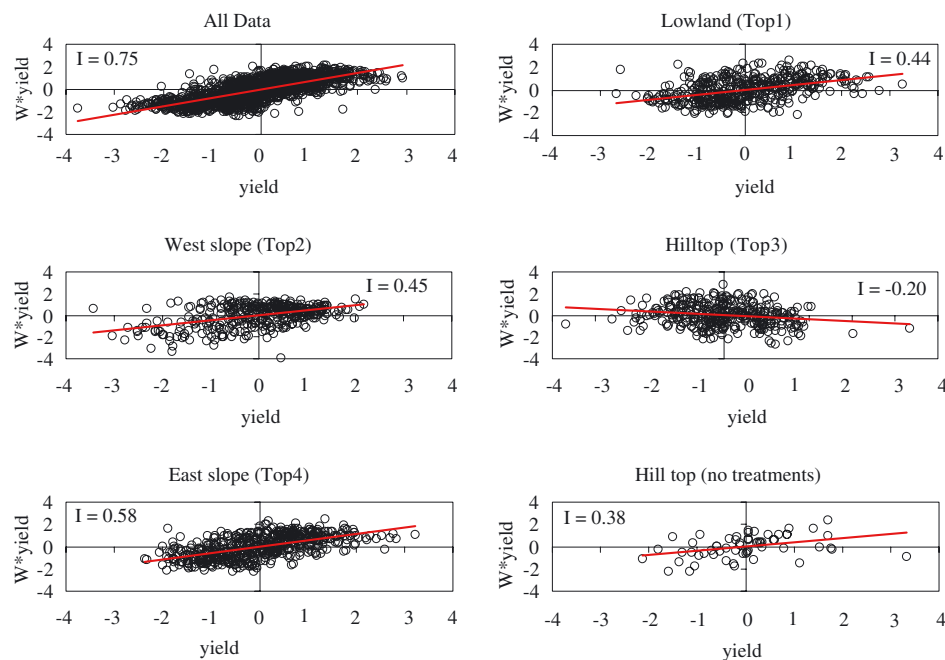 All Data
I = 0.75
W*yield
4
2
0
-2
-4
-4 -3 -2 -1 0 1 2 3 4
yield
Lowland (Top1)
I = 0.44
W*yield
4
2
0
-2
-4
-4 -3 -2 -1 0 1 2 3 4
yield
West slope (Top2)
I = 0.45
W*yield
4
2
0
-2
-4
-4 -3 -2 -1 0 1 2 3 4
yield
Hilltop (Top3)
I = -0.20
W*yield
4
2
0
-2
-4
-4 -3 -2 -1 0 1 2 3 4
yield
East slope (Top4)
I = 0.58
W*yield
4
2
0
-2
-4
-4 -3 -2 -1 0 1 2 3 4
yield
Hill top (no treatments)
I = 0.38
W*yield
4
2
0
-2
-4
-4 -3 -2 -1 0 1 2 3 4
yield